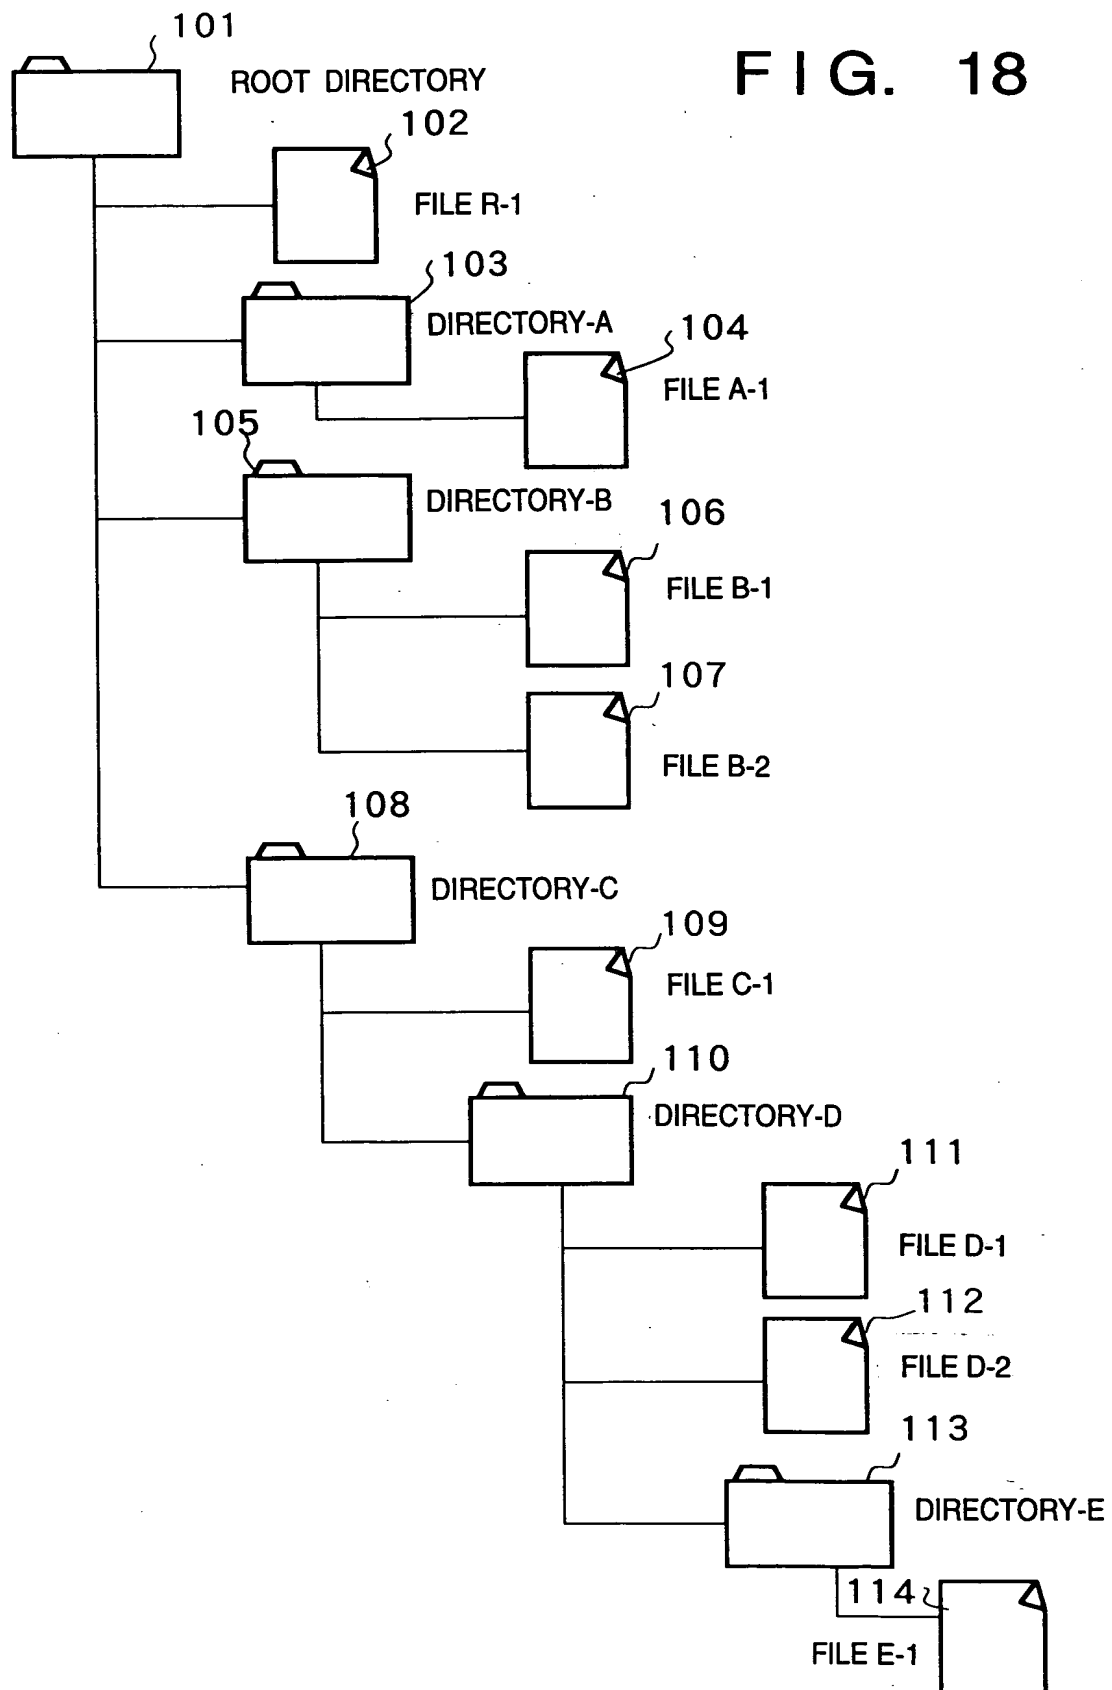 101
FIG. 18
ROOT DIRECTORY
102
FILE R-1
103
DIRECTORY-A
104
FILE A-1
105
DIRECTORY-B
106
FILE B-1
107
FILE B-2
108
DIRECTORY-C
109
FILE C-1
110
DIRECTORY-D
111
FILE D-1
112
FILE D-2
113
DIRECTORY-E
114
FILE E-1